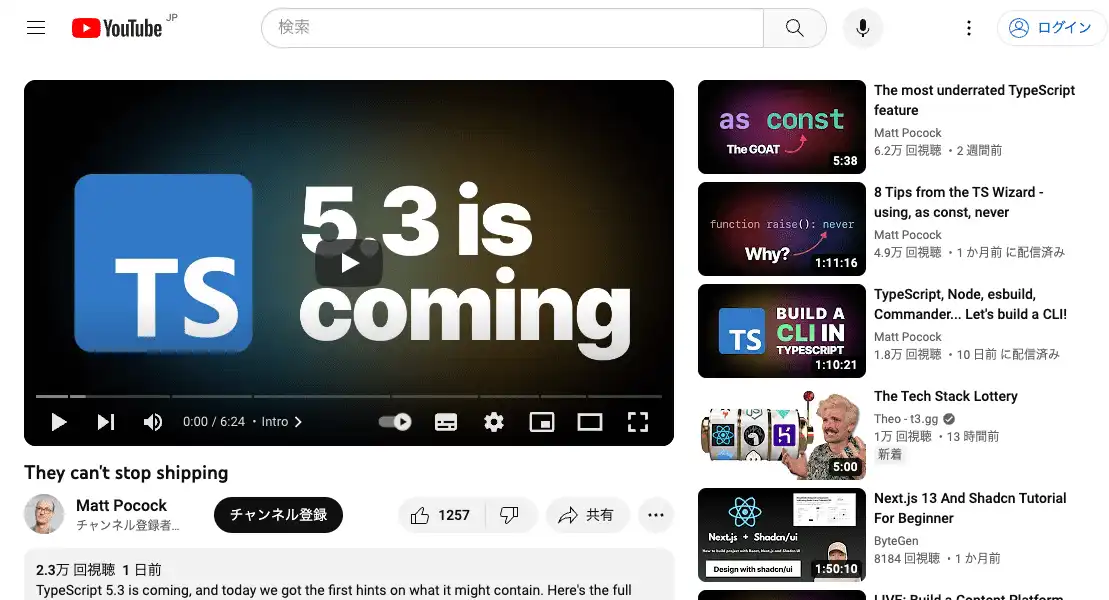 YouTube JP
検索
ログイン
TS
5.3 is
coming
0:00 / 6:24 • Intro
They can't stop shipping
Matt Pocock
チャンネル登録者...
チャンネル登録
1257
共有
2.3万 回視聴 1 日前
TypeScript 5.3 is coming, and today we got the first hints on what it might contain. Here's the full
as const
The GOAT
5:38
The most underrated TypeScript
feature
Matt Pocock
6.2万 回視聴 ・2 週間前
function raise(): never
Why?
1:11:16
8 Tips from the TS Wizard -
using, as const, never
Matt Pocock
4.9万 回視聴 ・1 か月前 に配信済み
TS
BUILD A
CLI IN
TYPESCRIPT
1:10:21
TypeScript, Node, esbuild,
Commander... Let's build a CLI!
Matt Pocock
1.8万 回視聴 ・10 日前 に配信済み
5:00
The Tech Stack Lottery
Theo - t3.gg
1万 回視聴 ・13 時間前
新着
Next.js + Shadcn/ui
How to build project with React, Next.js and Shadcn UI
Design with shadcn/ui
1:50:10
Next.js 13 And Shadcn Tutorial
For Beginner
ByteGen
8184 回視聴 ・1 か月前
LIVE: Build a Content Platform